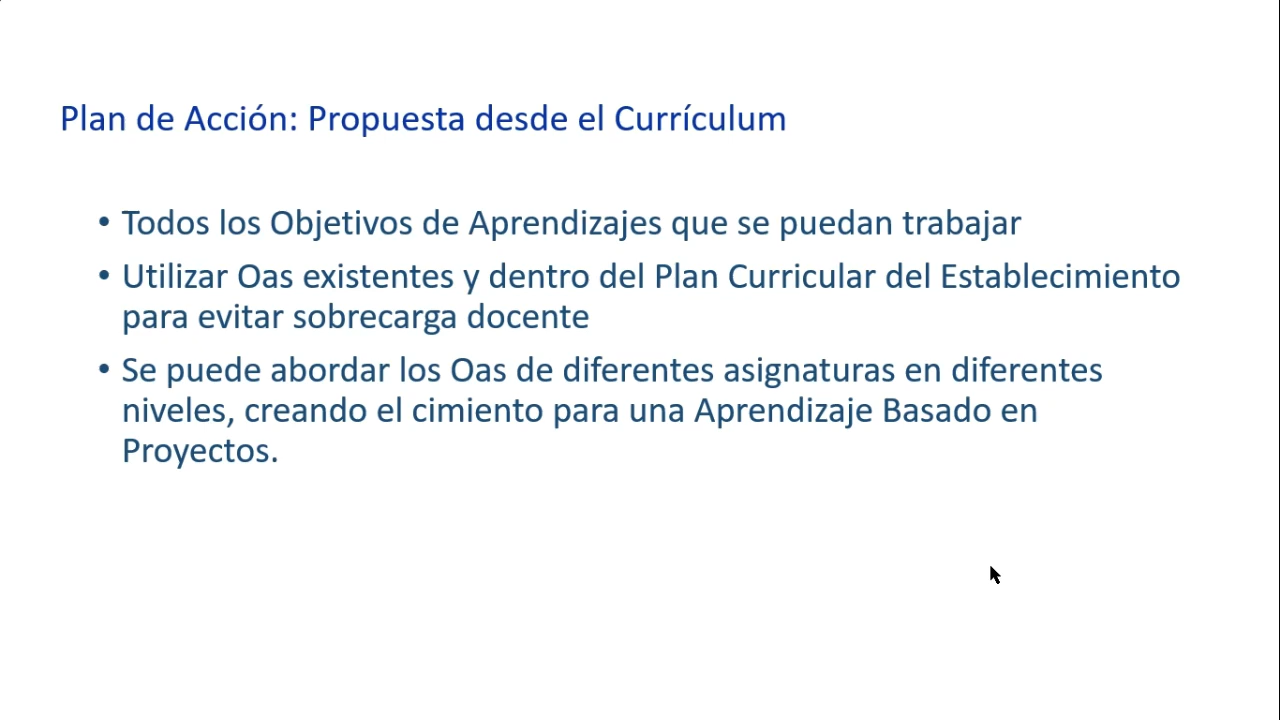 Plan de Acción: Propuesta desde el Currículum
• Todos los Objetivos de Aprendizajes que se puedan trabajar
• Utilizar Oas existentes y dentro del Plan Curricular del Establecimiento
para evitar sobrecarga docente
• Se puede abordar los Oas de diferentes asignaturas en diferentes
niveles, creando el cimiento para una Aprendizaje Basado en
Proyectos.